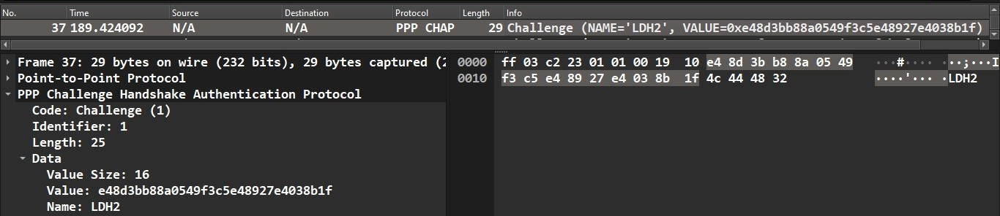 No. Time Source Destination Protocol Length Info
37 189.424092 N/A N/A PPP CHAP 29 Challenge (NAME='LDH2', VALUE=0xe48d3bb88a0549f3c5e48927e4038b1f)
Frame 37: 29 bytes on wire (232 bits), 29 bytes captured (2
Point-to-Point Protocol
PPP Challenge Handshake Authentication Protocol
Code: Challenge (1)
Identifier: 1
Length: 25
Data
Value Size: 16
Value: e48d3bb88a0549f3c5e48927e4038b1f
Name: LDH2
0000 ff 03 c2 23 01 01 00 19 10 e4 8d 3b b8 8a 05 49 ···#···· ···;···I
0010 f3 c5 e4 89 27 e4 03 8b 1f 4c 44 48 32 ····'··· ·LDH2